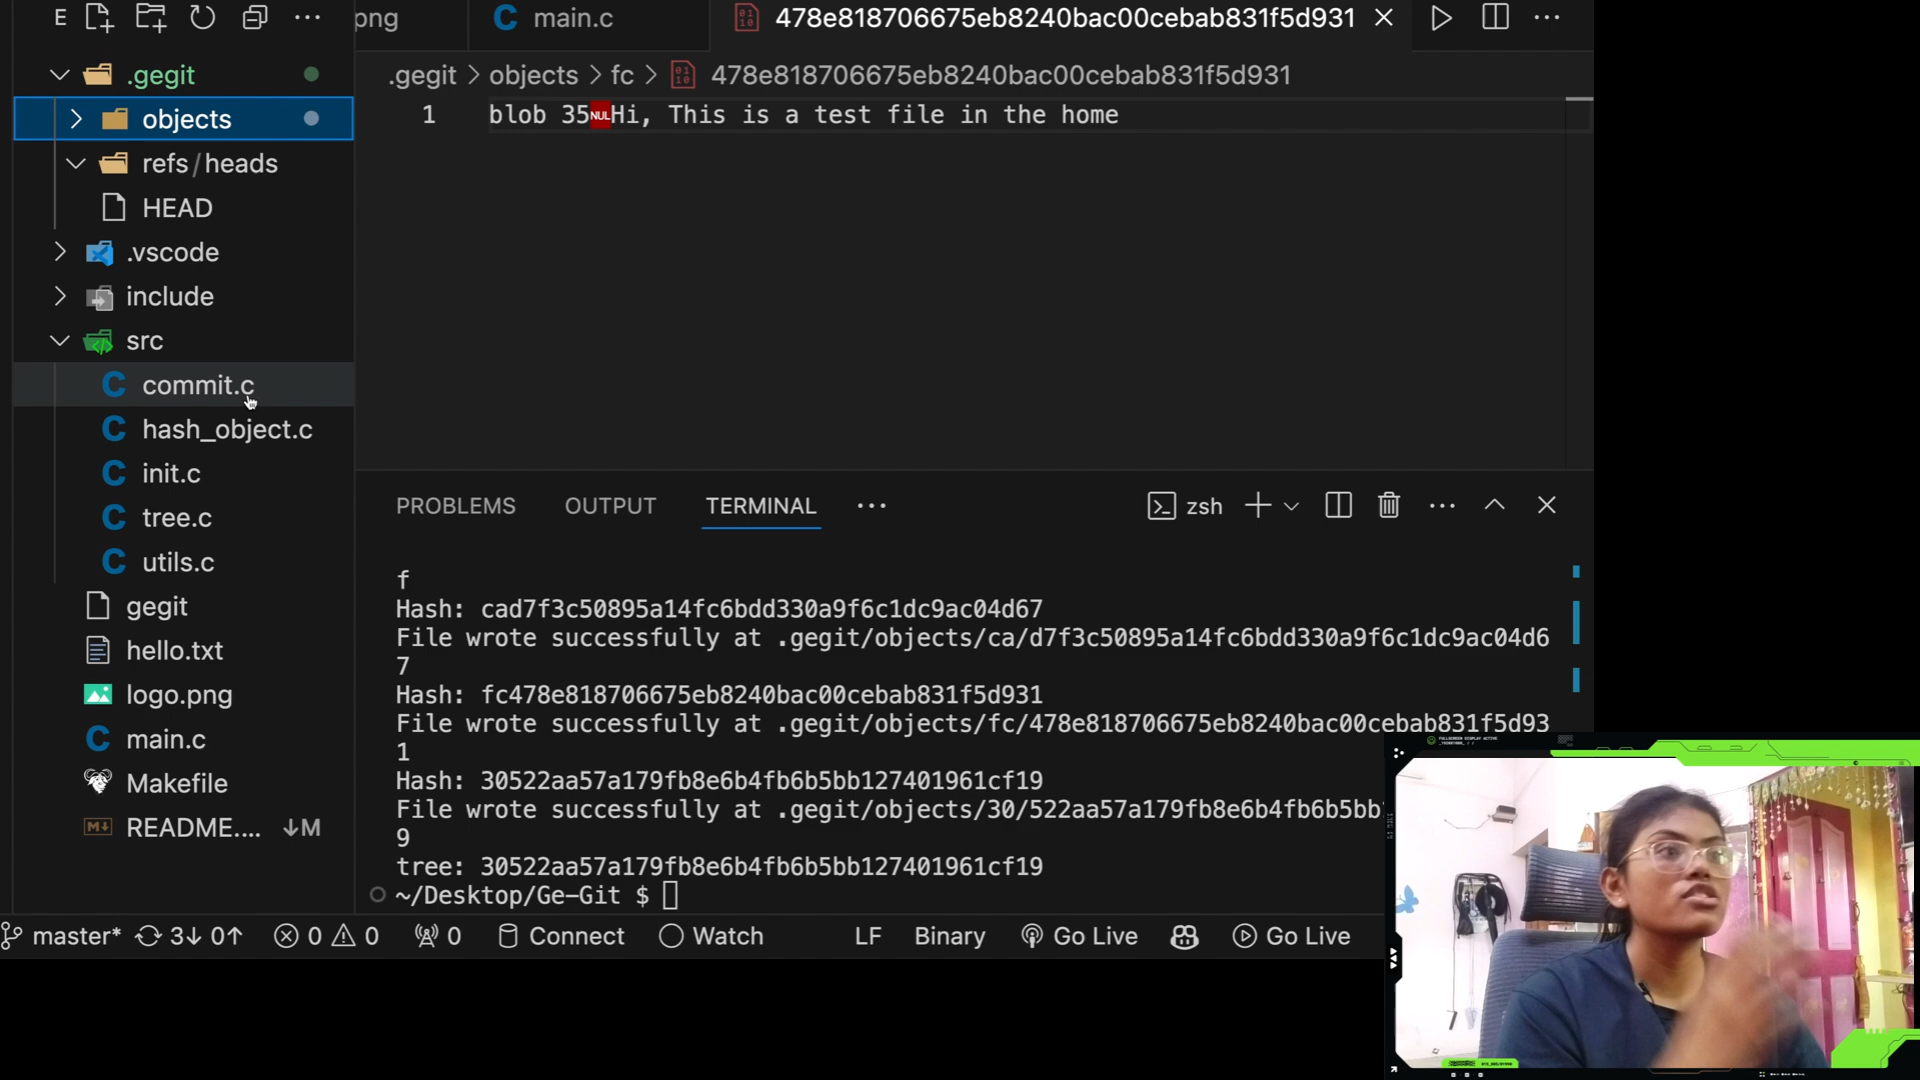 E
png
main.c
478e818706675eb8240bac00cebab831f5d931
.gegit
.gegit > objects > fc > 478e818706675eb8240bac00cebab831f5d931
objects
1 blob 35NULHi, This is a test file in the home
refs/heads
HEAD
.vscode
include
src
commit.c
hash_object.c
init.c
tree.c
utils.c
gegit
hello.txt
logo.png
main.c
Makefile
README.... ↓M
PROBLEMS OUTPUT TERMINAL ... zsh
f
Hash: cad7f3c50895a14fc6bdd330a9f6c1dc9ac04d67
File wrote successfully at .gegit/objects/ca/d7f3c50895a14fc6bdd330a9f6c1dc9ac04d6
7
Hash: fc478e818706675eb8240bac00cebab831f5d931
File wrote successfully at .gegit/objects/fc/478e818706675eb8240bac00cebab831f5d93
1
Hash: 30522aa57a179fb8e6b4fb6b5bb127401961cf19
File wrote successfully at .gegit/objects/30/522aa57a179fb8e6b4fb6b5bb
9
tree: 30522aa57a179fb8e6b4fb6b5bb127401961cf19
~/Desktop/Ge-Git $
master* 3↓ 0↑ 0 0 0 Connect Watch LF Binary Go Live Go Live